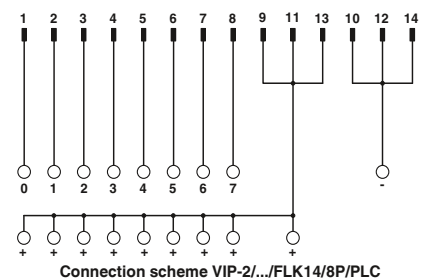 1 2 3 4 5 6 7 8 9 11 13 10 12 14
0 1 2 3 4 5 6 7 -
+ + + + + + + + +
Connection scheme VIP-2/.../FLK14/8P/PLC